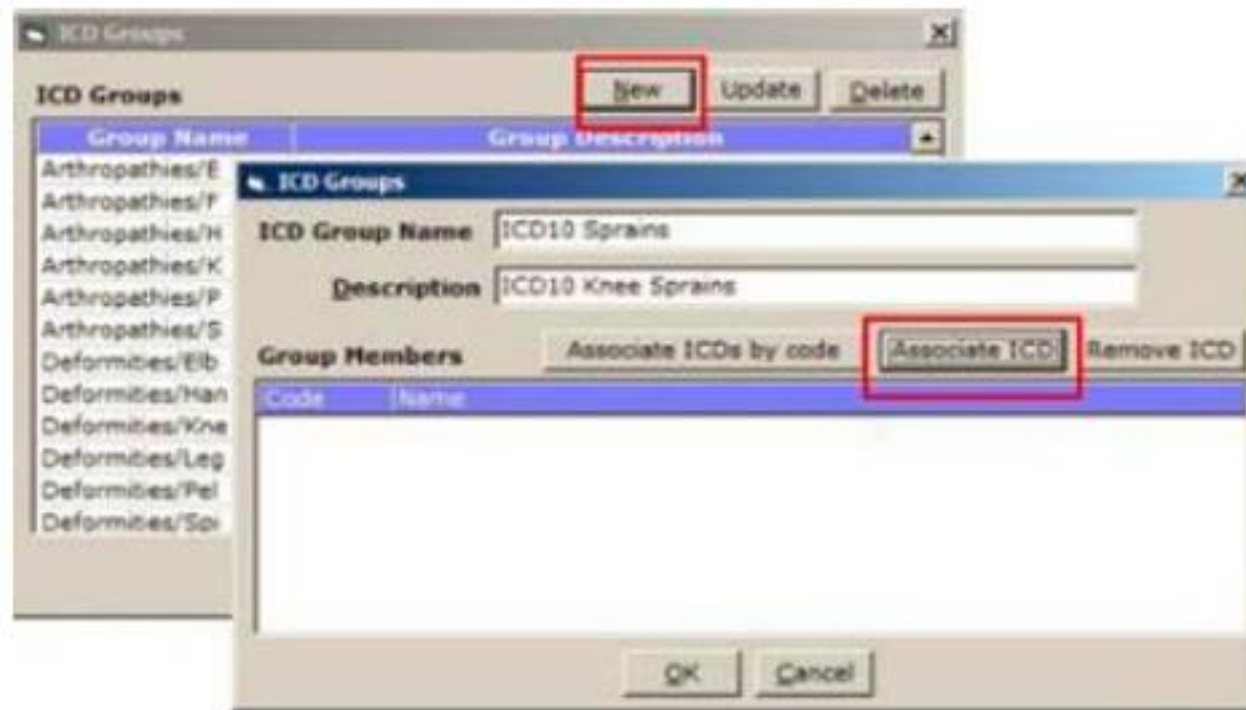 ICD Groups
ICD Groups New Update Delete
Group Name Group Description
Arthropathies/E
Arthropathies/F
Arthropathies/H
Arthropathies/K
Arthropathies/P
Arthropathies/S
Deformities/Elb
Deformities/Han
Deformities/Kne
Deformities/Leg
Deformities/Pel
Deformities/Spi
ICD Groups
ICD Group Name ICD10 Sprains
Description ICD10 Knee Sprains
Group Members Associate ICDs by code Associate ICD Remove ICD
Code Name
OK Cancel